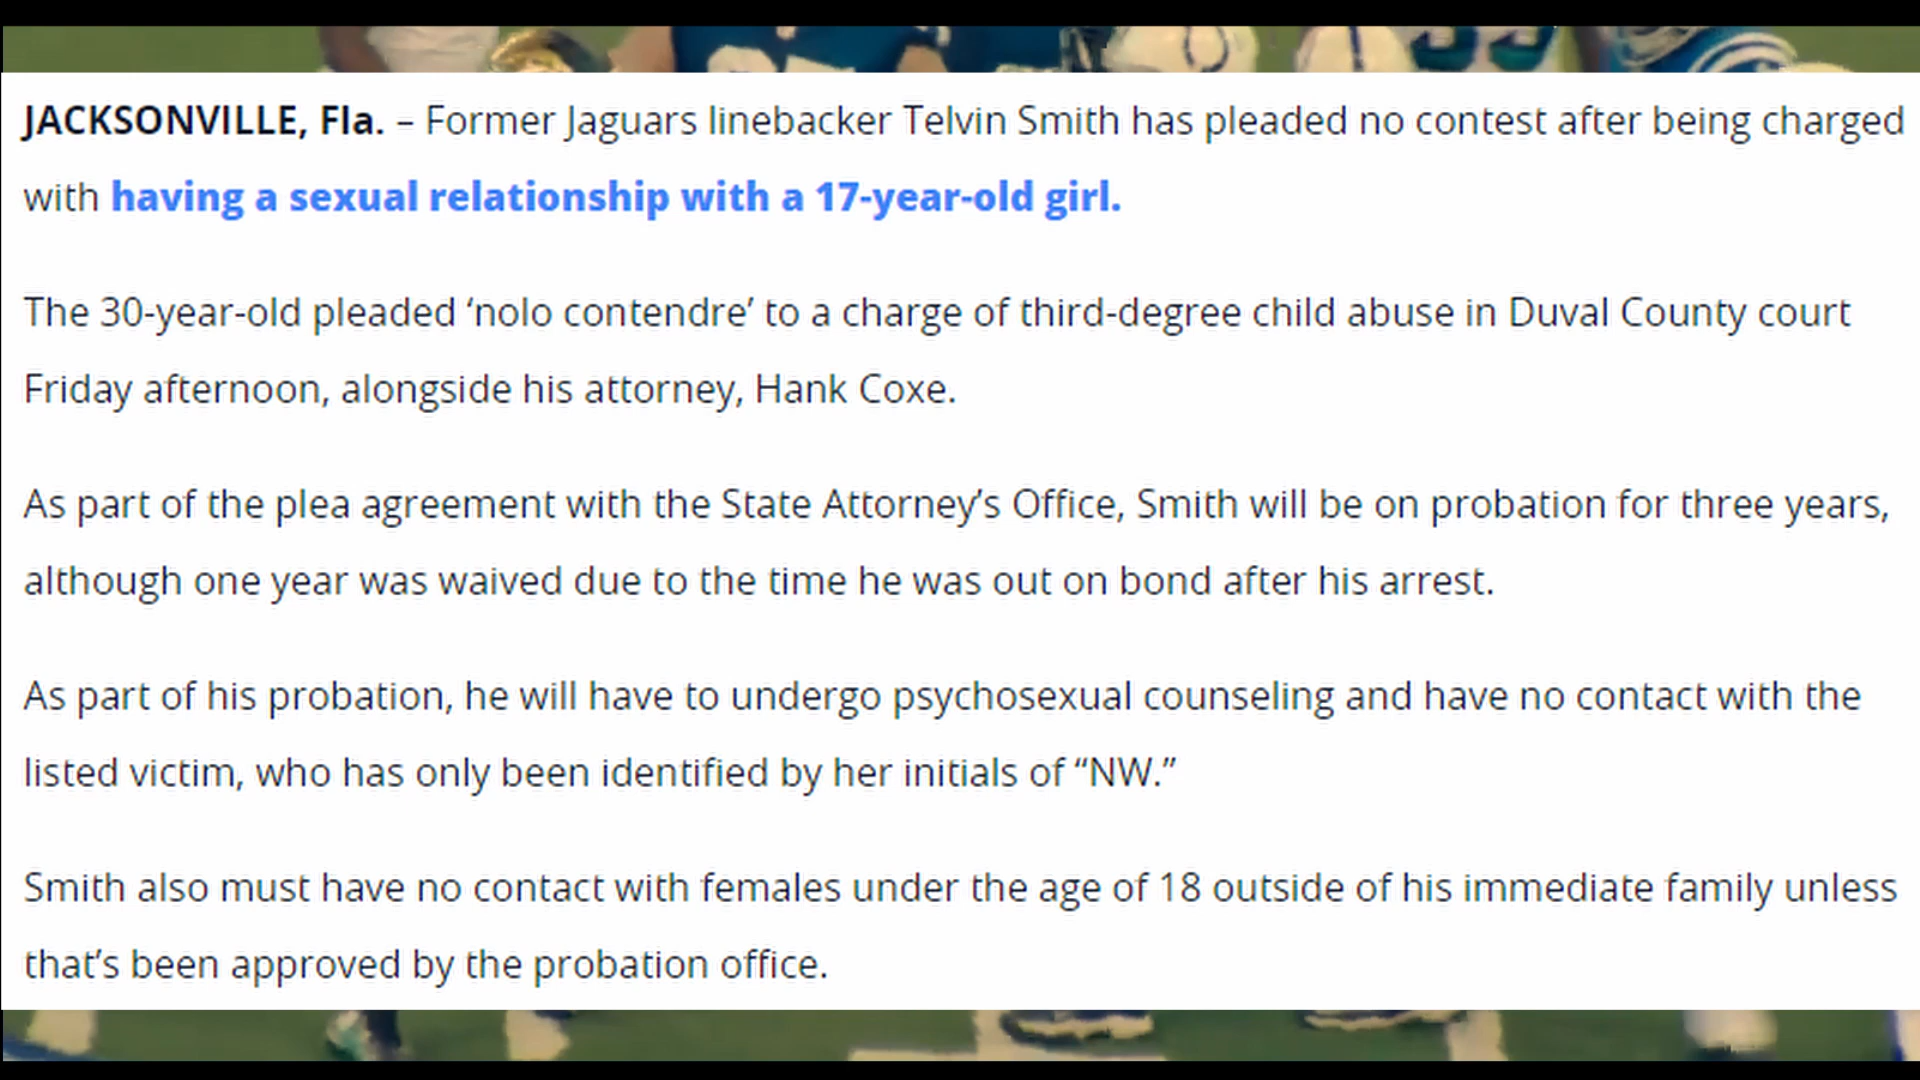 JACKSONVILLE, Fla. – Former Jaguars linebacker Telvin Smith has pleaded no contest after being charged
with having a sexual relationship with a 17-year-old girl.
The 30-year-old pleaded ‘nolo contendre’ to a charge of third-degree child abuse in Duval County court
Friday afternoon, alongside his attorney, Hank Coxe.
As part of the plea agreement with the State Attorney’s Office, Smith will be on probation for three years,
although one year was waived due to the time he was out on bond after his arrest.
As part of his probation, he will have to undergo psychosexual counseling and have no contact with the
listed victim, who has only been identified by her initials of “NW.”
Smith also must have no contact with females under the age of 18 outside of his immediate family unless
that’s been approved by the probation office.